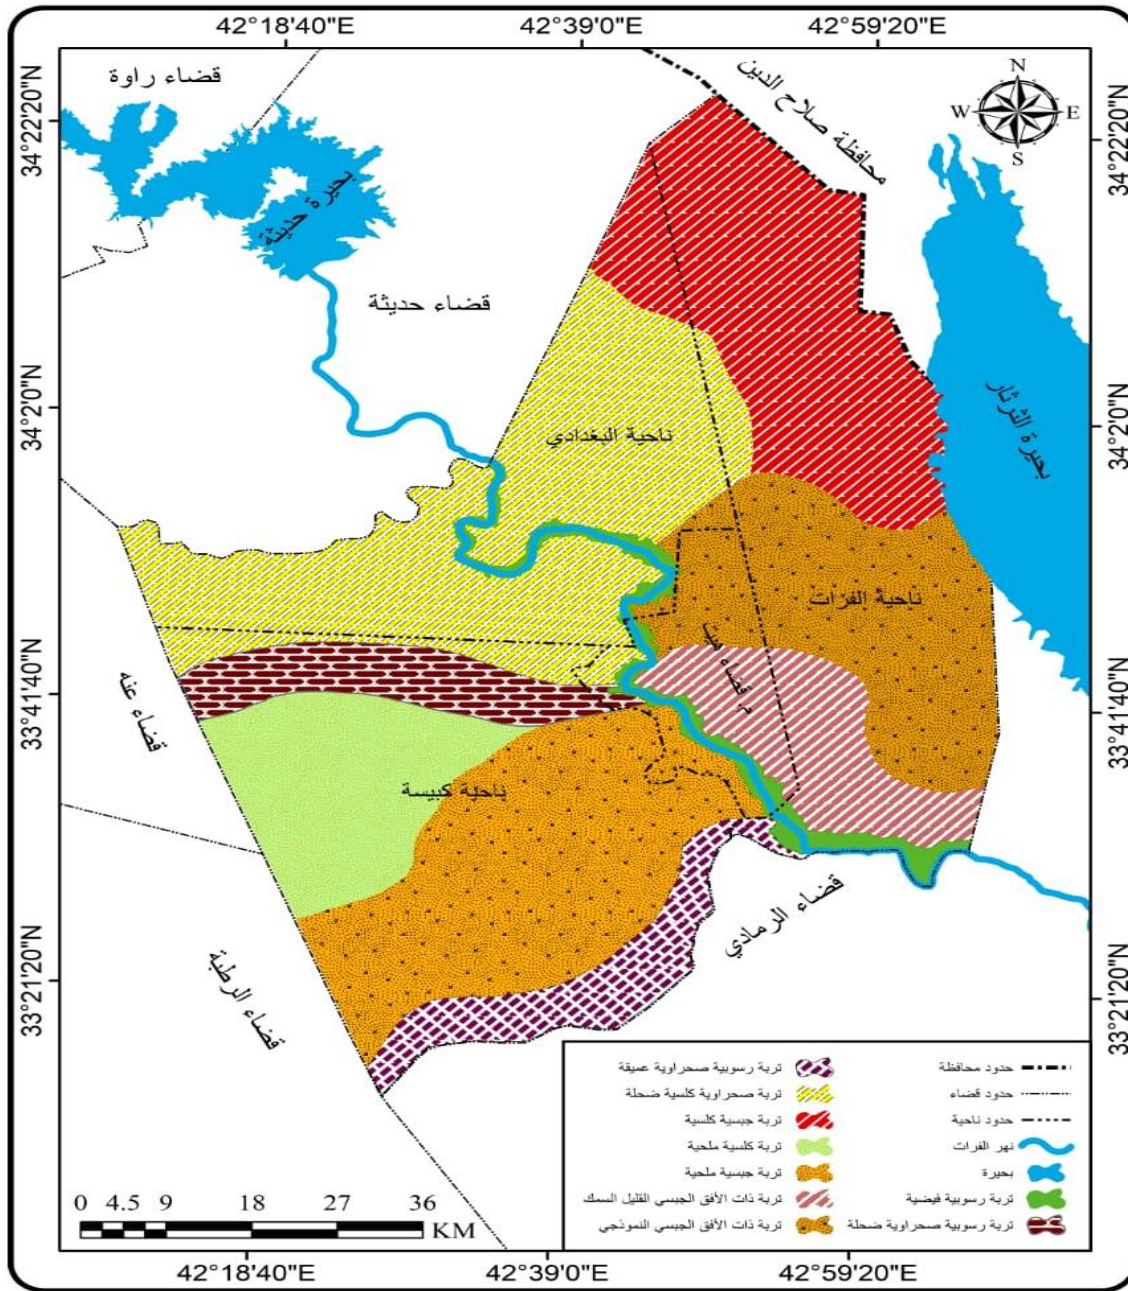 42°18'40"E
42°39'0"E
42°59'20"E
34°22'20"N
34°22'20"N
34°2'0"N
34°2'0"N
33°41'40"N
33°41'40"N
33°21'20"N
33°21'20"N
N
W
E
S
قضاء راوة
محافظة صلاح الدين
بحيرة حديثة
قضاء حديثة
بحيرة الثرثار
ناحية البغدادي
ناحية الفرات
م قضاء هيت
قضاء عنه
ناحية كبيسة
قضاء الرمادي
قضاء الرطبة
حدود محافظة
حدود قضاء
حدود ناحية
نهر الفرات
بحيرة
تربة رسوبية فيضية
تربة رسوبية صحراوية ضحلة
تربة رسوبية صحراوية عميقة
تربة صحراوية كلسية ضحلة
تربة جبسية كلسية
تربة كلسية ملحية
تربة جبسية ملحية
تربة ذات الأفق الجبسي القليل السمك
تربة ذات الأفق الجبسي النموذجي
0 4.5 9 18 27 36
KM
42°18'40"E
42°39'0"E
42°59'20"E